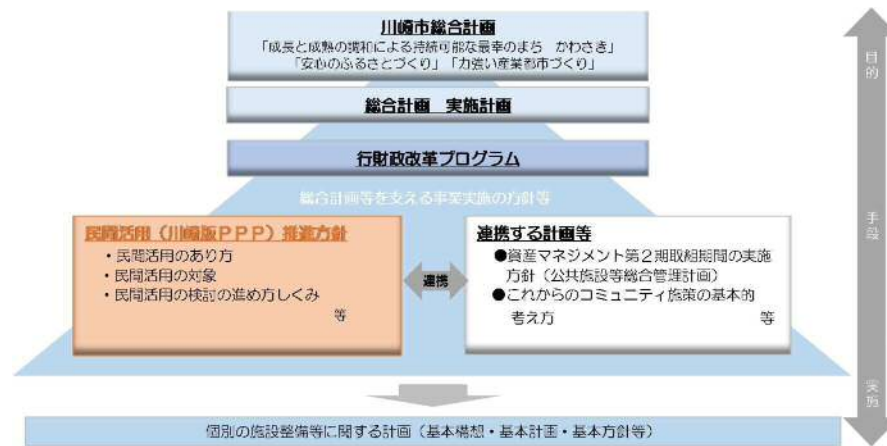 川崎市総合計画
「成長と成熟の調和による持続可能な最幸のまち かわさき」
「安心のふるさとづくり」「力強い産業都市づくり」
総合計画 実施計画
行財政改革プログラム
総合計画等を支える事業実施の方針等
民間活用（川崎版ＰＰＰ）推進方針
・民間活用のあり方
・民間活用の対象
・民間活用の検討の進め方しくみ
等
連携
連携する計画等
●資産マネジメント第２期取組期間の実施
方針（公共施設等総合管理計画）
●これからのコミュニティ施策の基本的
考え方 等
個別の施設整備等に関する計画（基本構想・基本計画・基本方針等）
目的
手段
実施